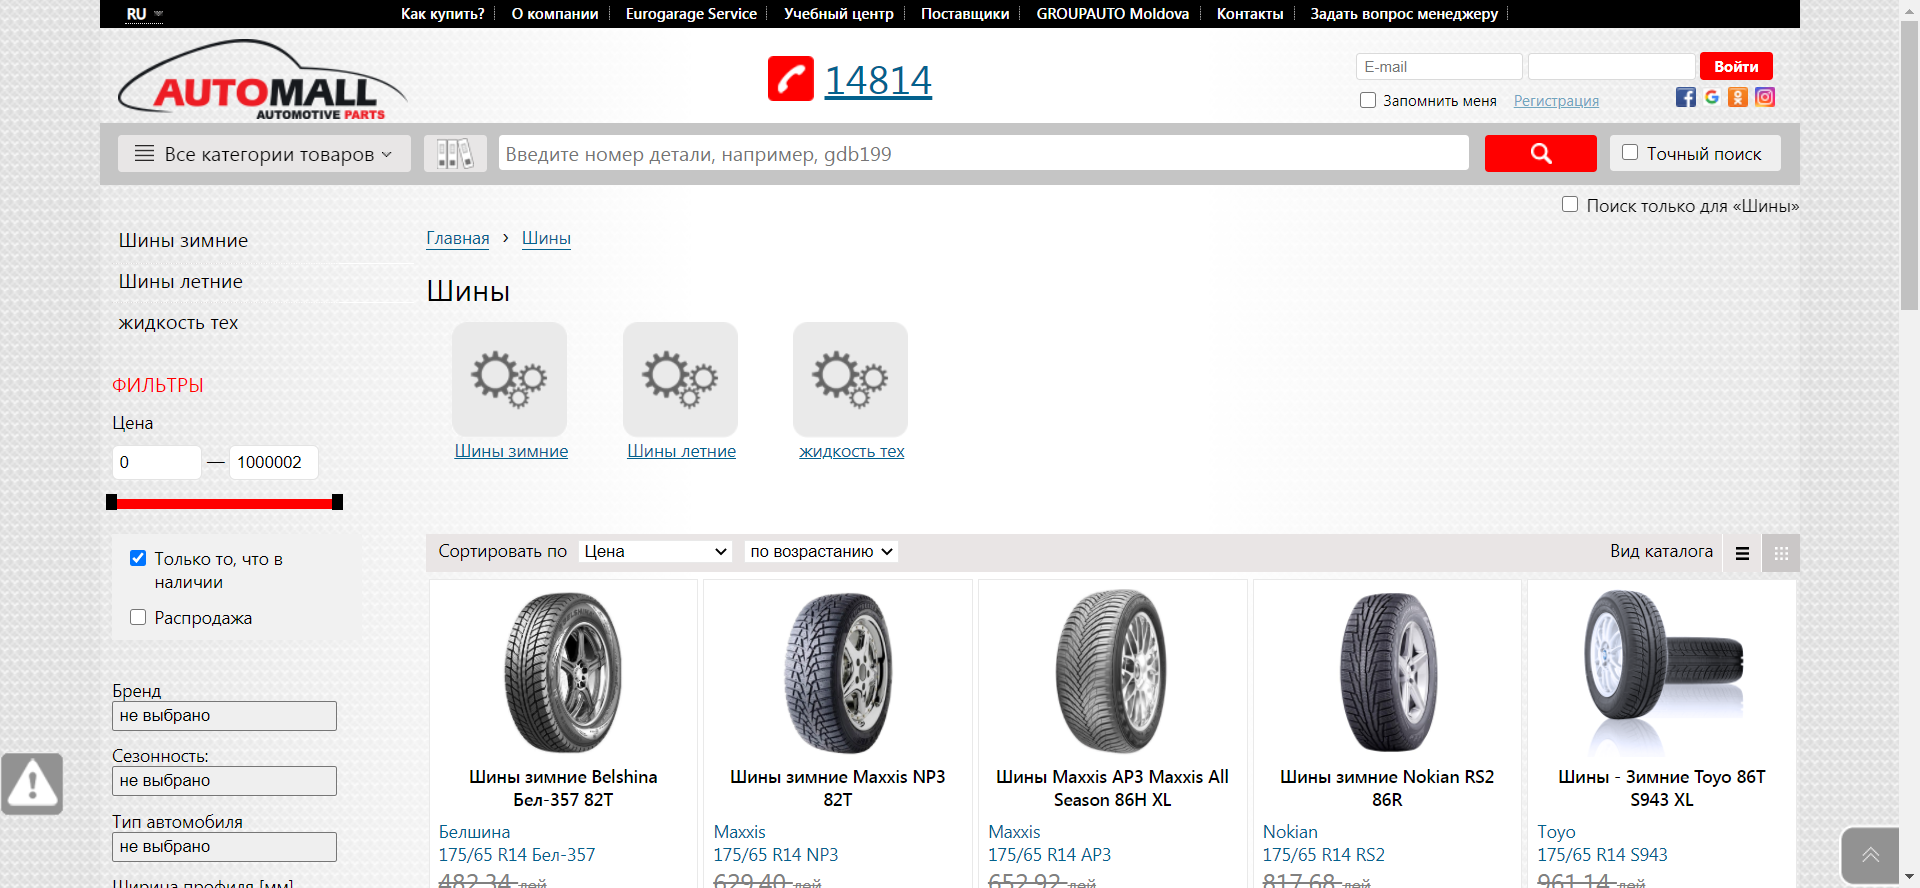 RU
Как купить?
О компании
Eurogarage Service
Учебный центр
Поставщики
GROUPAUTO Moldova
Контакты
Задать вопрос менеджеру
AUTOMALL
AUTOMOTIVE PARTS
14814
E-mail
Войти
Запомнить меня
Регистрация
Все категории товаров
Введите номер детали, например, gdb199
Точный поиск
Поиск только для «Шины»
Шины зимние
Шины летние
жидкость тех
ФИЛЬТРЫ
Цена
0 — 1000002
Только то, что в
наличии
Распродажа
Бренд
не выбрано
Сезонность:
не выбрано
Тип автомобиля
не выбрано
Ширина профиля [мм]
Главная › Шины
Шины
Шины зимние
Шины летние
жидкость тех
Сортировать по
Цена
по возрастанию
Вид каталога
Шины зимние Belshina
Бел-357 82T
Белшина
175/65 R14 Бел-357
482.34 лей
Шины зимние Maxxis NP3
82T
Maxxis
175/65 R14 NP3
629.40 лей
Шины Maxxis AP3 Maxxis All
Season 86H XL
Maxxis
175/65 R14 AP3
652.92 лей
Шины зимние Nokian RS2
86R
Nokian
175/65 R14 RS2
817.68 лей
Шины - Зимние Toyo 86T
S943 XL
Toyo
175/65 R14 S943
961.14 лей